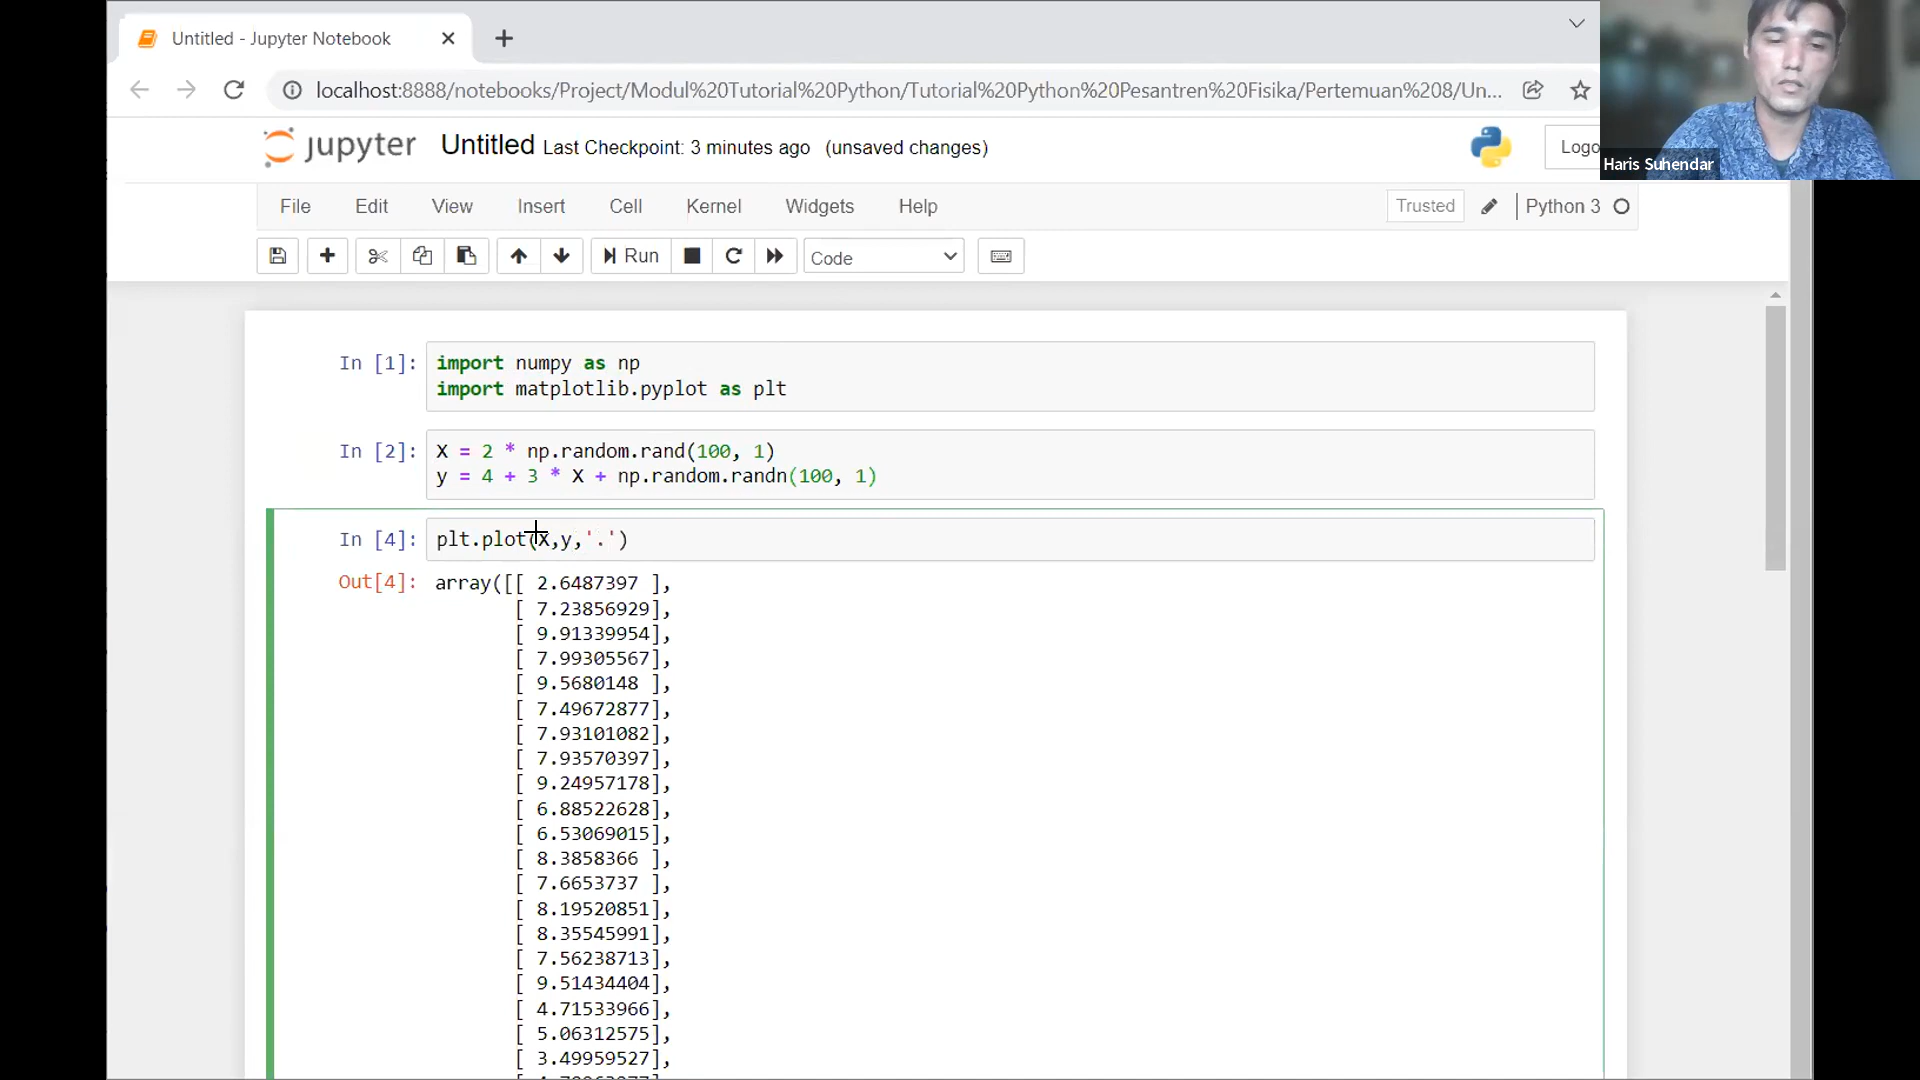 Untitled - Jupyter Notebook
localhost:8888/notebooks/Project/Modul%20Tutorial%20Python/Tutorial%20Python%20Pesantren%20Fisika/Pertemuan%208/Un...
jupyter Untitled Last Checkpoint: 3 minutes ago (unsaved changes)
Logo
Haris Suhendar
File Edit View Insert Cell Kernel Widgets Help Trusted Python 3
Run Code
In [1]: import numpy as np
import matplotlib.pyplot as plt
In [2]: X = 2 * np.random.rand(100, 1)
y = 4 + 3 * X + np.random.randn(100, 1)
In [4]: plt.plot(X,y,'.')
Out[4]: array([[ 2.6487397 ],
[ 7.23856929],
[ 9.91339954],
[ 7.99305567],
[ 9.5680148 ],
[ 7.49672877],
[ 7.93101082],
[ 7.93570397],
[ 9.24957178],
[ 6.88522628],
[ 6.53069015],
[ 8.3858366 ],
[ 7.6653737 ],
[ 8.19520851],
[ 8.35545991],
[ 7.56238713],
[ 9.51434404],
[ 4.71533966],
[ 5.06312575],
[ 3.49959527],